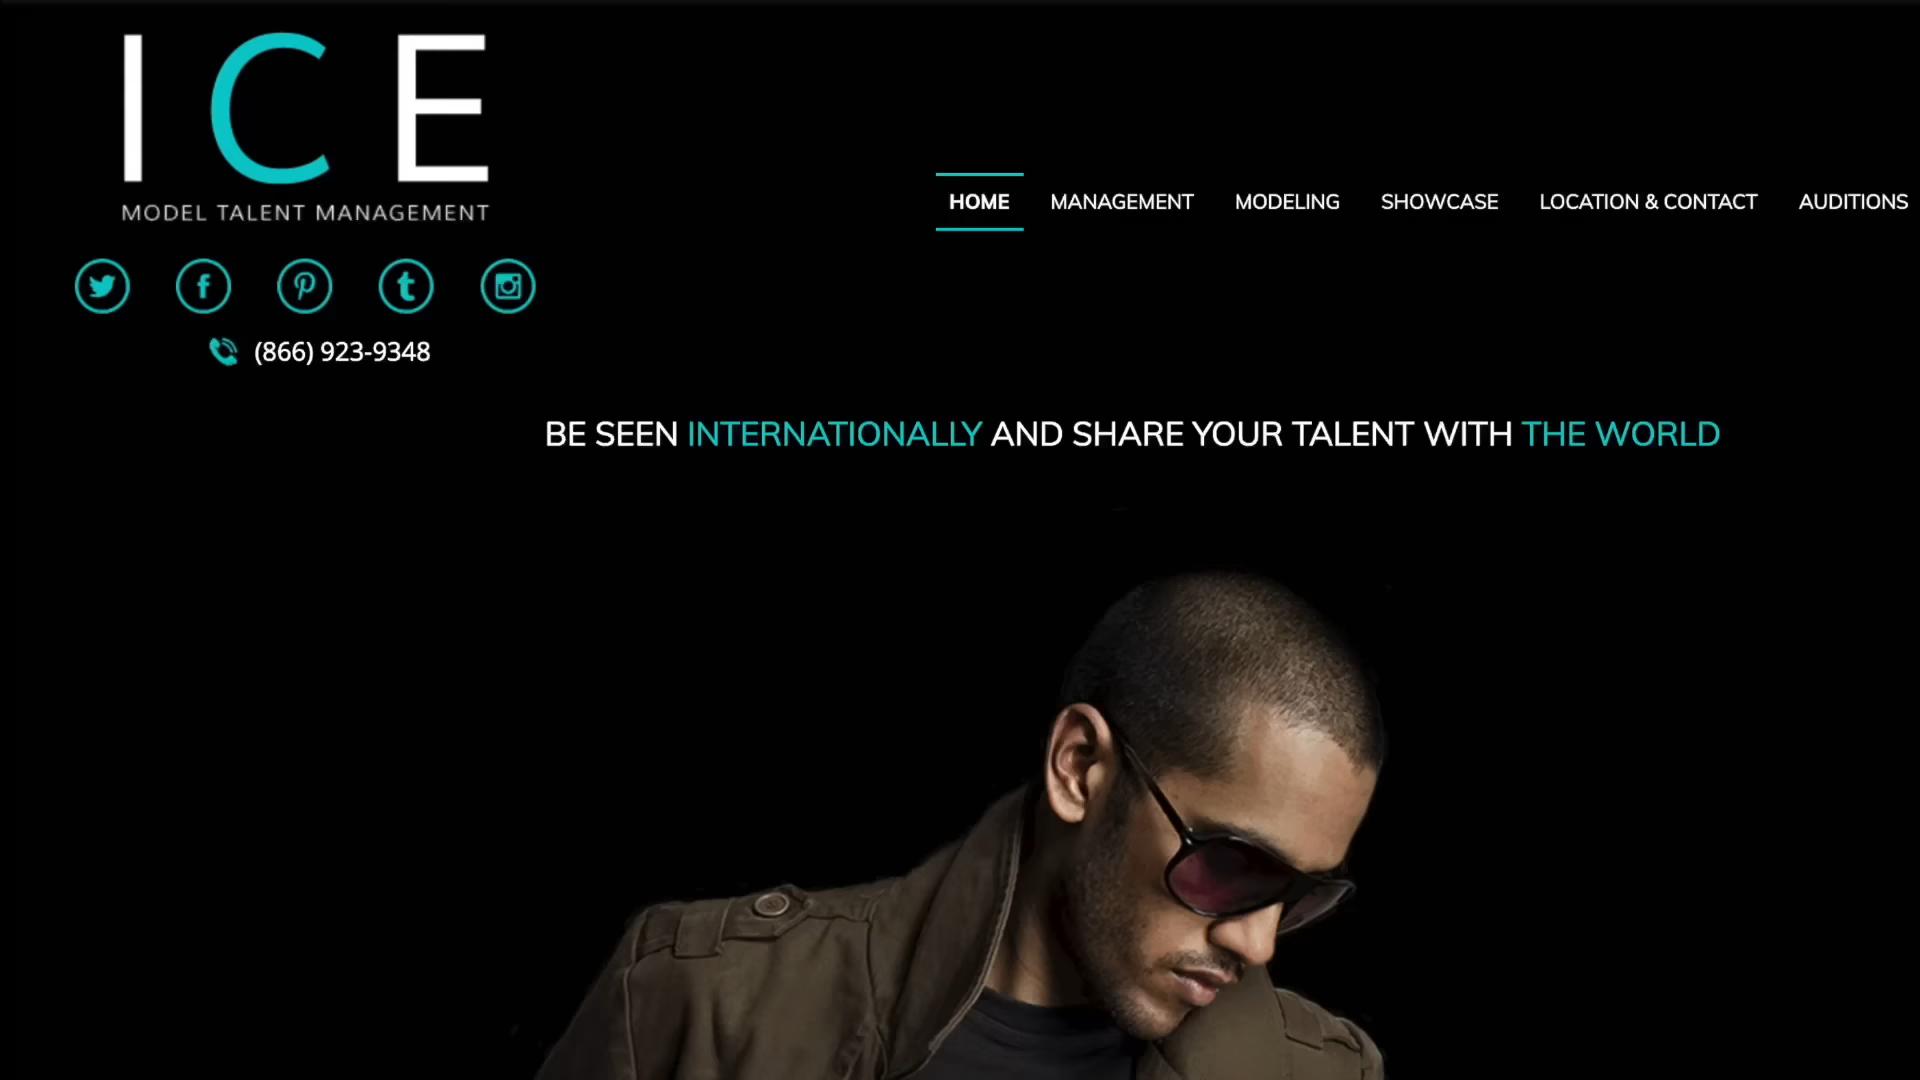 ICE
MODEL TALENT MANAGEMENT
(866) 923-9348
HOME MANAGEMENT MODELING SHOWCASE LOCATION & CONTACT AUDITIONS
BE SEEN INTERNATIONALLY AND SHARE YOUR TALENT WITH THE WORLD